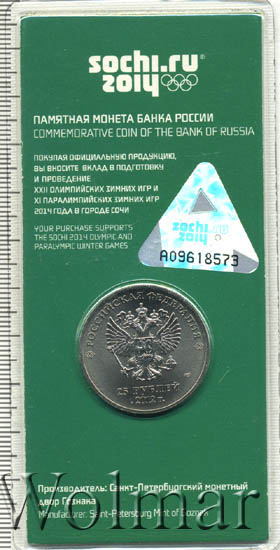 sochi.ru
2014
ПАМЯТНАЯ МОНЕТА БАНКА РОССИИ
COMMEMORATIVE COIN OF THE BANK OF RUSSIA
ПОКУПАЯ ОФИЦИАЛЬНУЮ ПРОДУКЦИЮ,
ВЫ ВНОСИТЕ ВКЛАД В ПОДГОТОВКУ
И ПРОВЕДЕНИЕ
XXII ОЛИМПИЙСКИХ ЗИМНИХ ИГР И
XI ПАРАЛИМПИЙСКИХ ЗИМНИХ ИГР
2014 ГОДА В ГОРОДЕ СОЧИ
YOUR PURCHASE SUPPORTS
THE SOCHI 2014 OLYMPIC AND
PARALYMPIC WINTER GAMES
sochi.ru
2014
A09618573
РОССИЙСКАЯ ФЕДЕРАЦИЯ
25 РУБЛЕЙ
2012 г.
Производитель: Санкт-Петербургский монетный
двор Гознака
Manufacturer: Saint-Petersburg Mint of Goznak
Wolmar